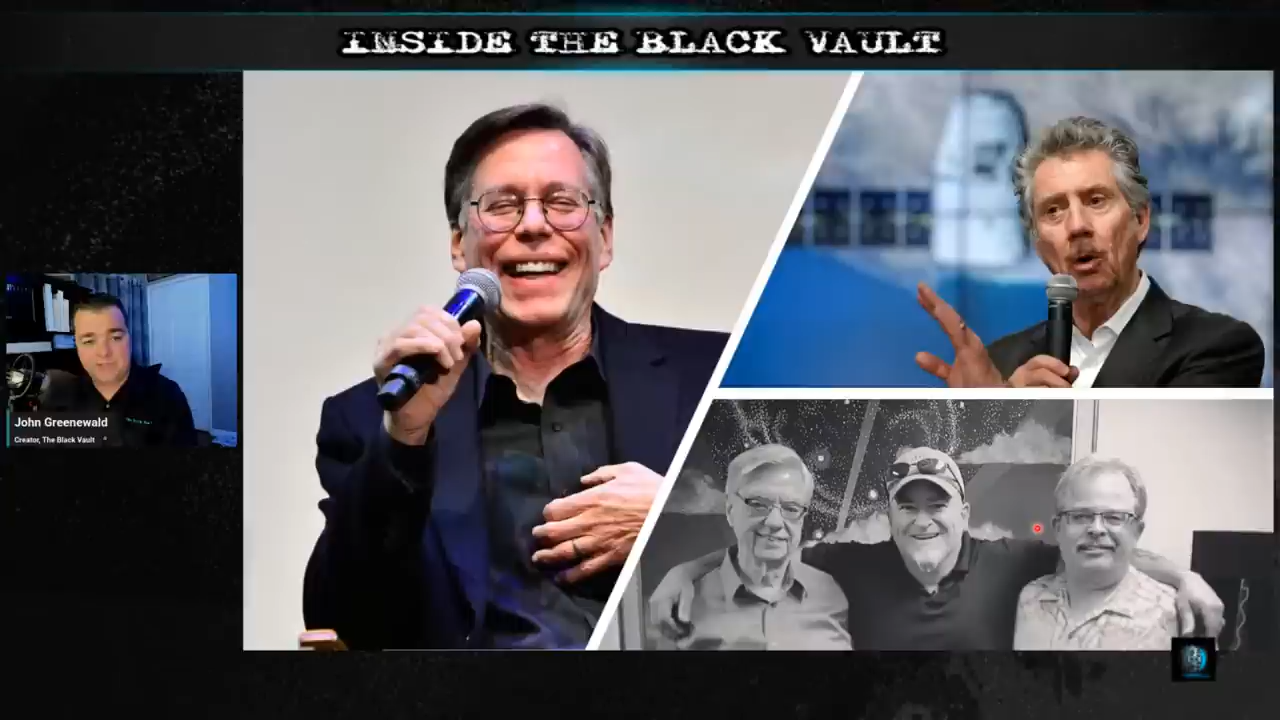 INSIDE THE BLACK VAULT
John Greenewald
Creator, The Black Vault